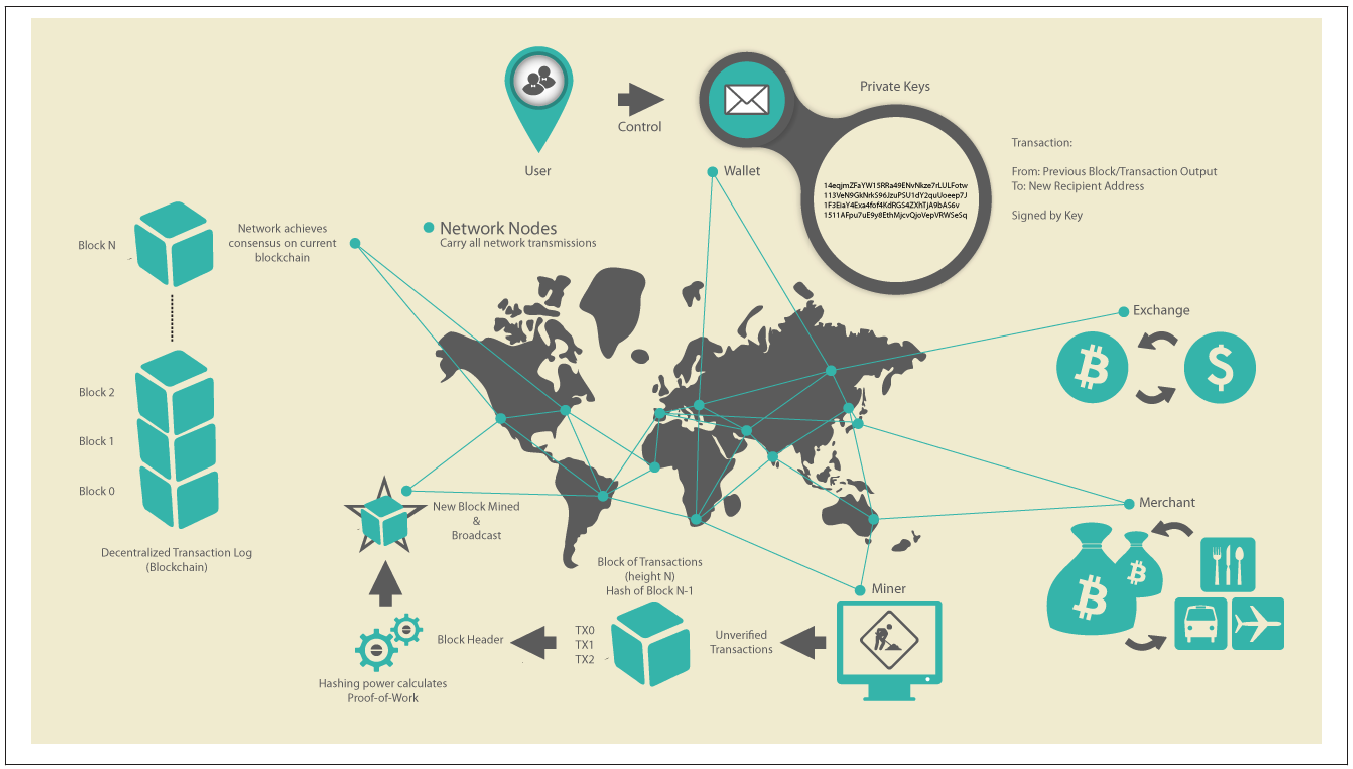 Private Keys
Control
User
Wallet
14eqjmZFaYW1SRRa49ENvNkze7rLULFotw
113VeN9GkNrkS96JzuPSU1dY2quUoeep7J
1F3EiaY4Exa4fof4KdRGS4ZXhTJA9bAS6v
1511AFpu7uE9y8EthMjcvQjoVepVRWSeSq
Transaction:
From: Previous Block/Transaction Output
To: New Recipient Address
Signed by Key
Block N
Network achieves
consensus on current
blockchain
Network Nodes
Carry all network transmissions
Exchange
Block 2
Block 1
Block 0
Decentralized Transaction Log
(Blockchain)
New Block Mined
&
Broadcast
Merchant
Block of Transactions
(height N)
Hash of Block N-1
Miner
TX0
TX1
TX2
Block Header
Unverified
Transactions
Hashing power calculates
Proof-of-Work